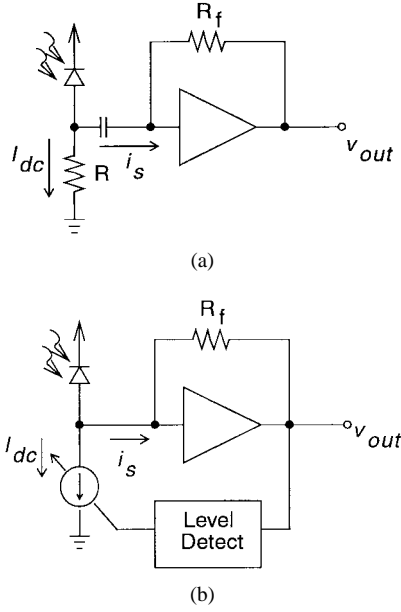 R_f
I_dc
R
i_s
v_out
(a)
R_f
I_dc
i_s
v_out
Level
Detect
(b)